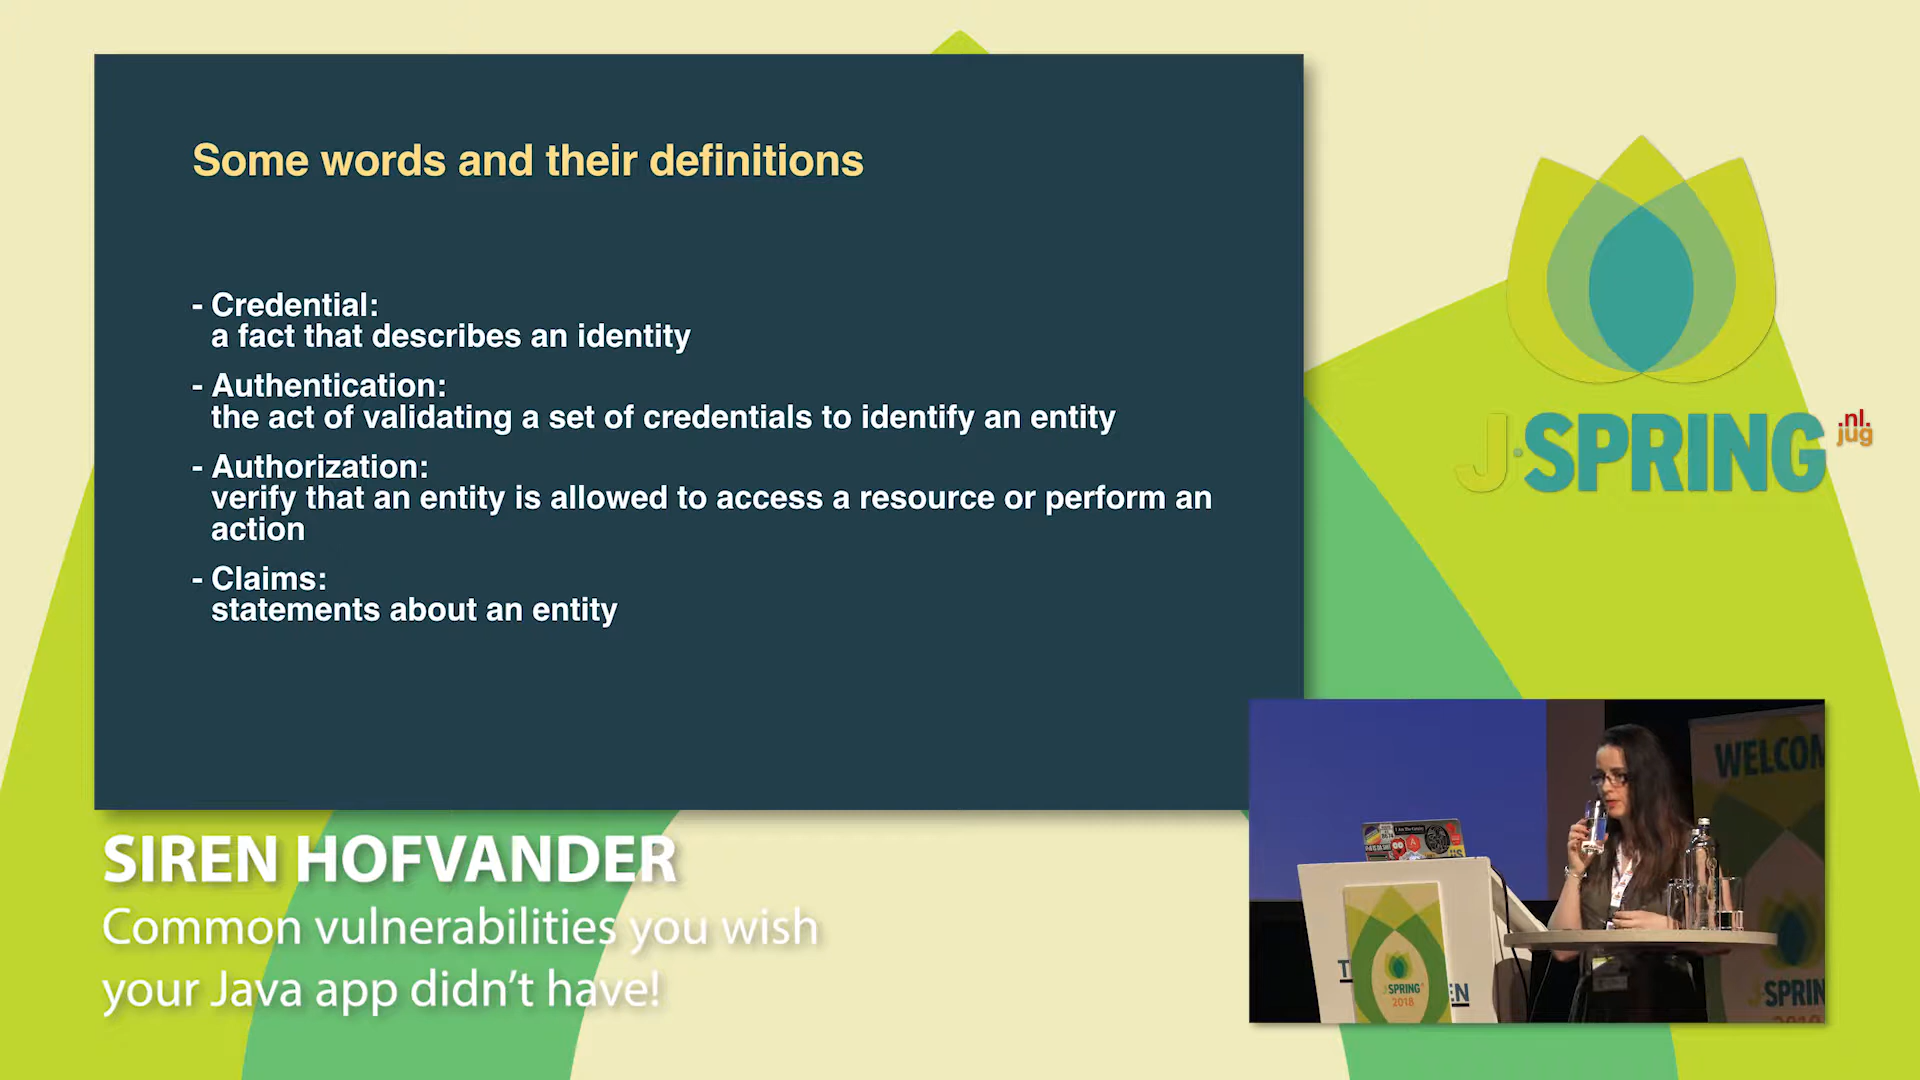 Some words and their definitions
- Credential:
a fact that describes an identity
- Authentication:
the act of validating a set of credentials to identify an entity
- Authorization:
verify that an entity is allowed to access a resource or perform an
action
- Claims:
statements about an entity
J·SPRING
.nl.
jug
SIREN HOFVANDER
Common vulnerabilities you wish
your Java app didn't have!
WELCOM
J·SPRING
2018
EN
J·SPRIN
2018